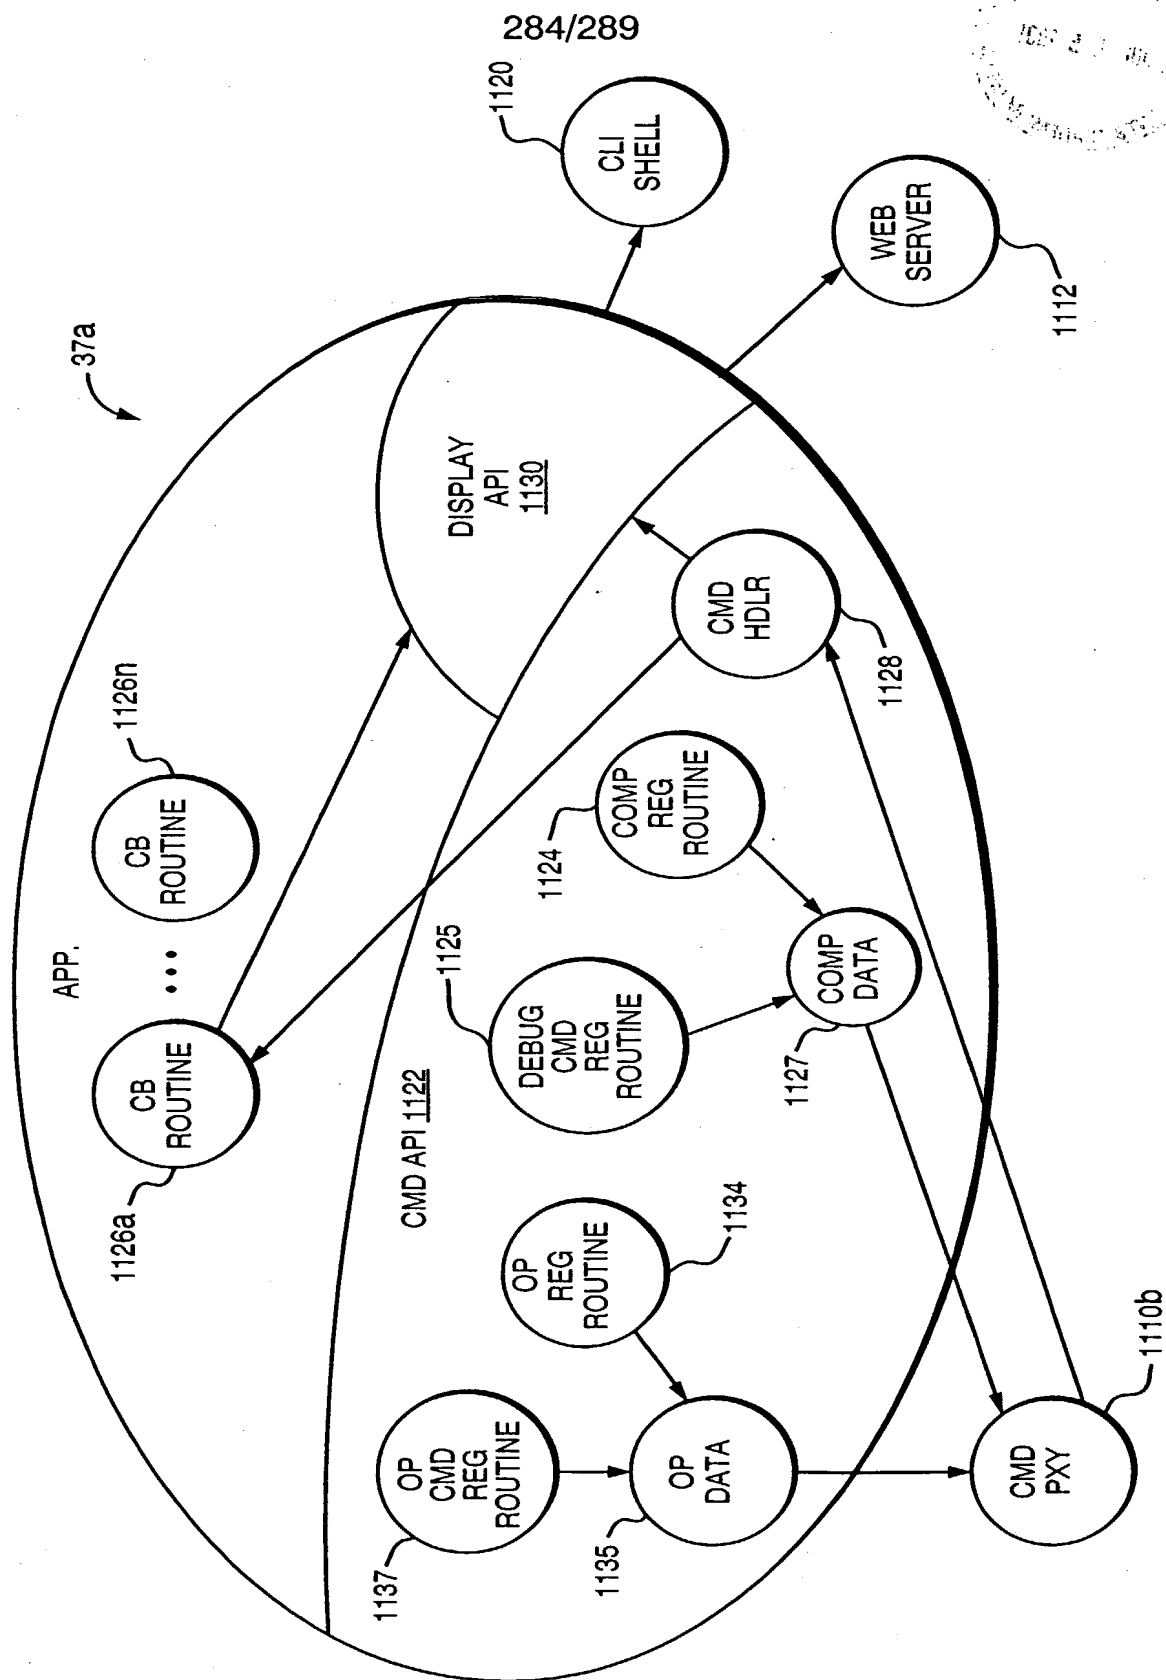 284/289
37a
1120
CLI
SHELL
WEB
SERVER
1112
APP.
1126a
CB
ROUTINE
...
CB
ROUTINE
1126n
DISPLAY
API
1130
CMD API 1122
1137
OP
CMD
REG
ROUTINE
OP
REG
ROUTINE
1134
1135
OP
DATA
1125
DEBUG
CMD
REG
ROUTINE
1124
COMP
REG
ROUTINE
1127
COMP
DATA
CMD
HDLR
1128
CMD
PXY
1110b